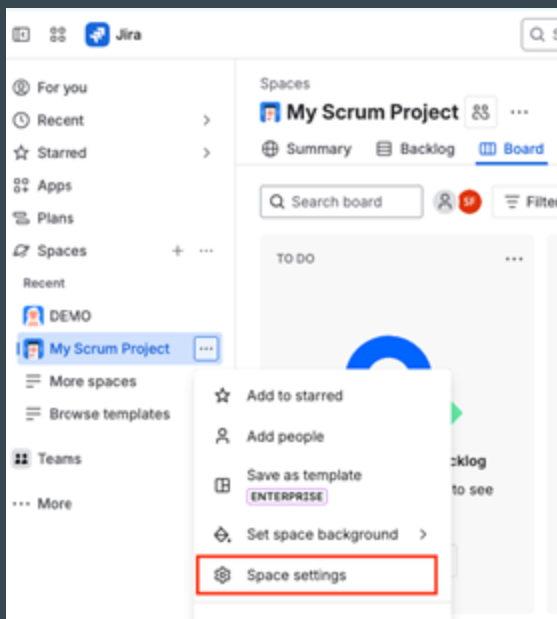 Jira
For you
Recent
Starred
Apps
Plans
Spaces
Recent
DEMO
My Scrum Project
More spaces
Browse templates
Teams
More
Spaces
My Scrum Project
Summary
Backlog
Board
Search board
SF
TO DO
to see
Add to starred
Add people
Save as template
ENTERPRISE
Set space background
Space settings